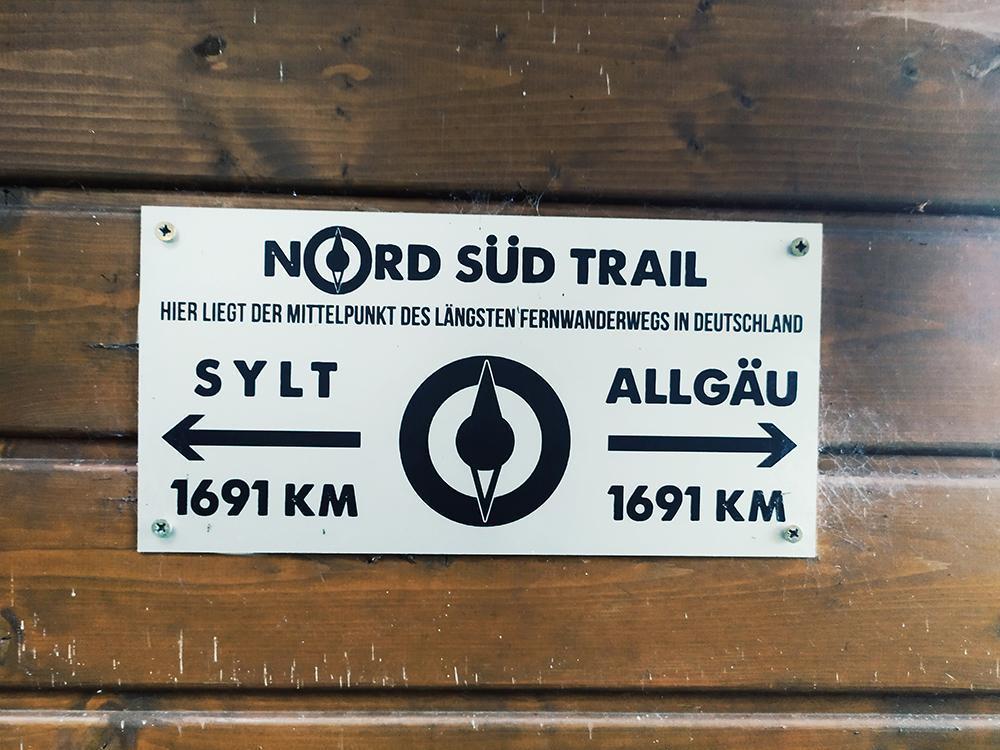 NORD SÜD TRAIL
HIER LIEGT DER MITTELPUNKT DES LÄNGSTEN FERNWANDERWEGS IN DEUTSCHLAND
SYLT
ALLGÄU
1691 KM
1691 KM